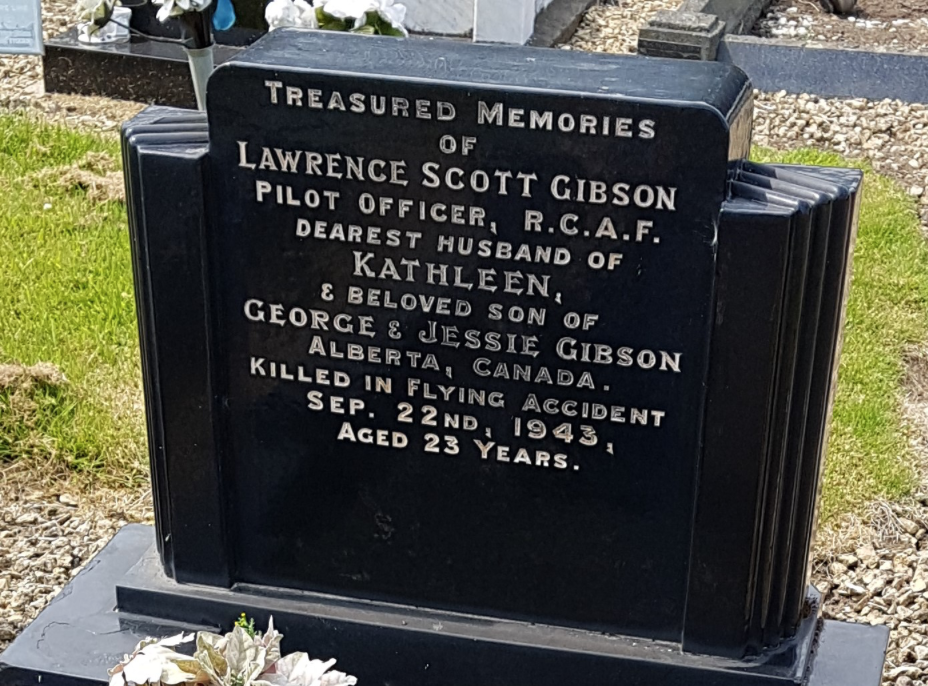 TREASURED MEMORIES
OF
LAWRENCE SCOTT GIBSON
PILOT OFFICER, R.C.A.F.
DEAREST HUSBAND OF
KATHLEEN,
& BELOVED SON OF
GEORGE & JESSIE GIBSON
ALBERTA, CANADA.
KILLED IN FLYING ACCIDENT
SEP. 22ND, 1943,
AGED 23 YEARS.